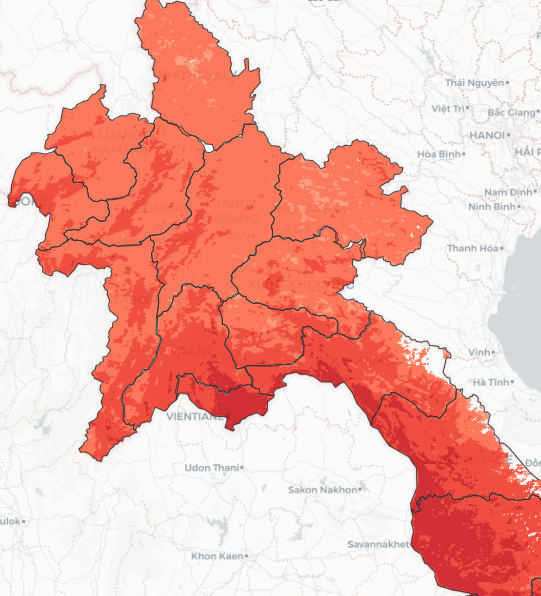 Thái Nguyên
Việt Trì
Bắc Giang
HANOI
Hòa Bình
HẢI P
Nam Định
Ninh Bình
Thanh Hóa
Vinh
Hà Tĩnh
VIENTIANE
Đồn
Udon Thani
Sakon Nakhon
ulok
Savannakhet
Khon Kaen